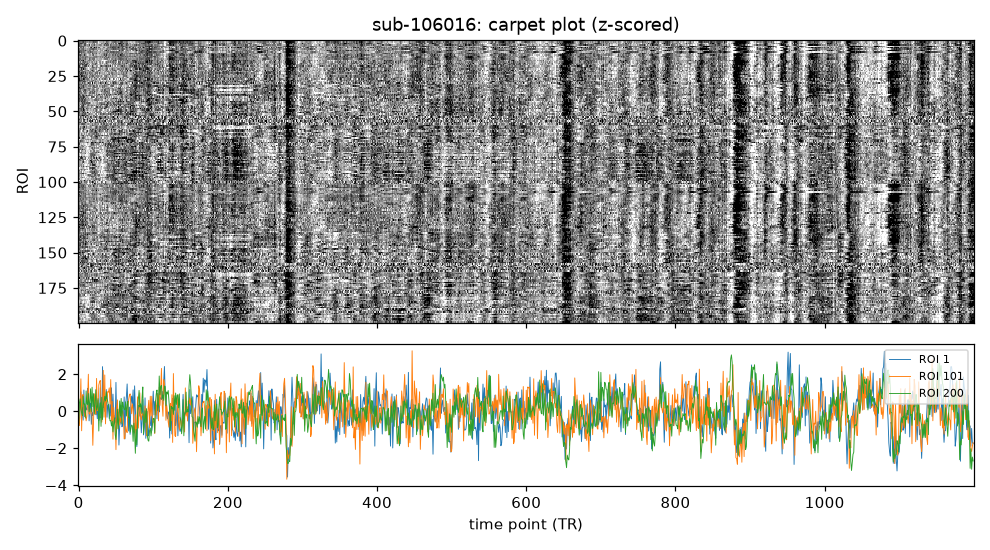 sub-106016: carpet plot (z-scored)
0
25
50
75
100
125
150
175
ROI
2
0
−2
−4
ROI 1
ROI 101
ROI 200
0 200 400 600 800 1000
time point (TR)